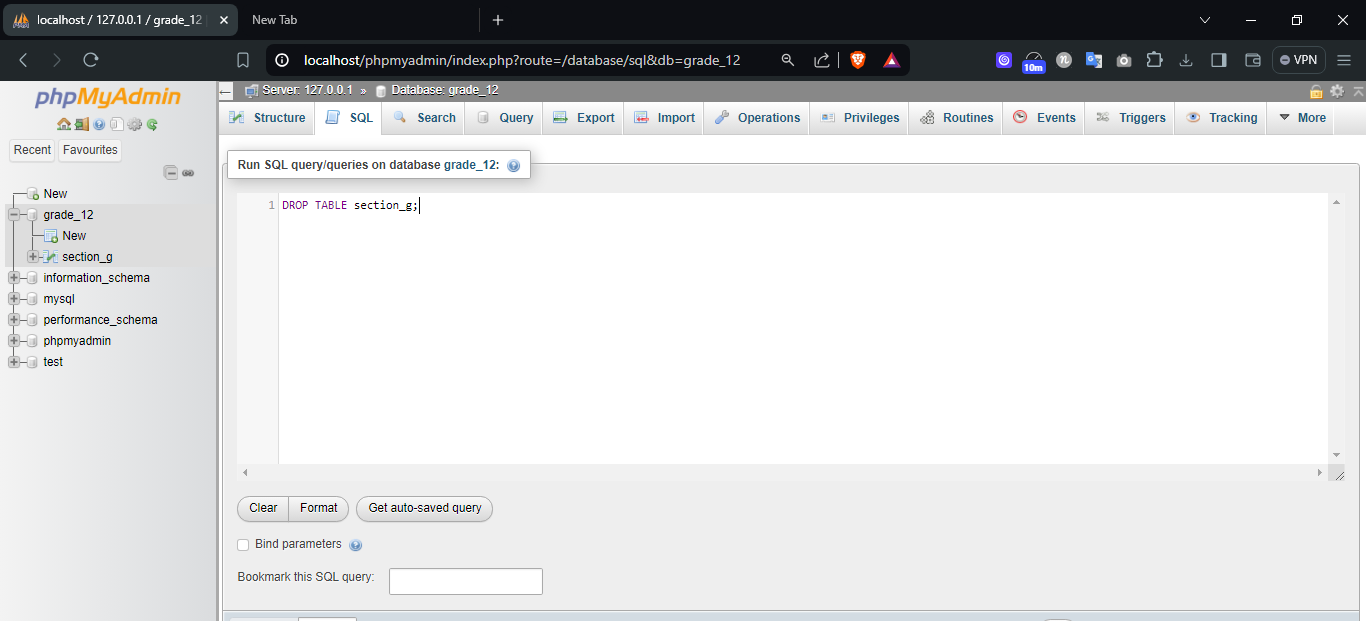 localhost / 127.0.0.1 / grade_12
New Tab
localhost/phpmyadmin/index.php?route=/database/sql&db=grade_12
10m
VPN
phpMyAdmin
Recent
Favourites
New
grade_12
New
section_g
information_schema
mysql
performance_schema
phpmyadmin
test
Server: 127.0.0.1 » Database: grade_12
Structure
SQL
Search
Query
Export
Import
Operations
Privileges
Routines
Events
Triggers
Tracking
More
Run SQL query/queries on database grade_12:
1 DROP TABLE section_g;
Clear
Format
Get auto-saved query
Bind parameters
Bookmark this SQL query: